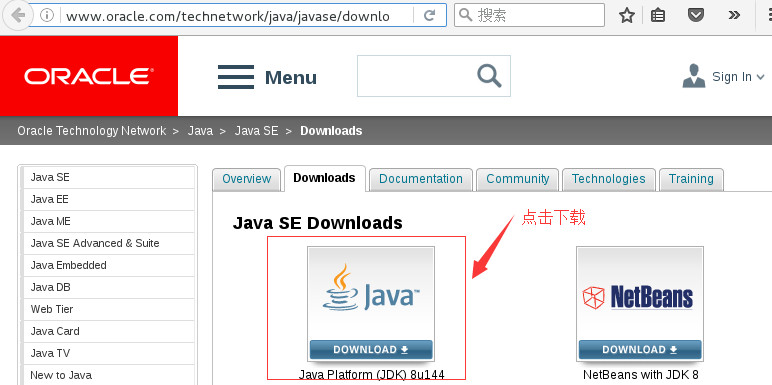 www.oracle.com/technetwork/java/javase/downlo
搜索
ORACLE
Menu
Sign In
Oracle Technology Network > Java > Java SE > Downloads
Java SE
Java EE
Java ME
Java SE Advanced & Suite
Java Embedded
Java DB
Web Tier
Java Card
Java TV
New to Java
Overview Downloads Documentation Community Technologies Training
Java SE Downloads
点击下载
Java™
DOWNLOAD
Java Platform (JDK) 8u144
NetBeans
DOWNLOAD
NetBeans with JDK 8